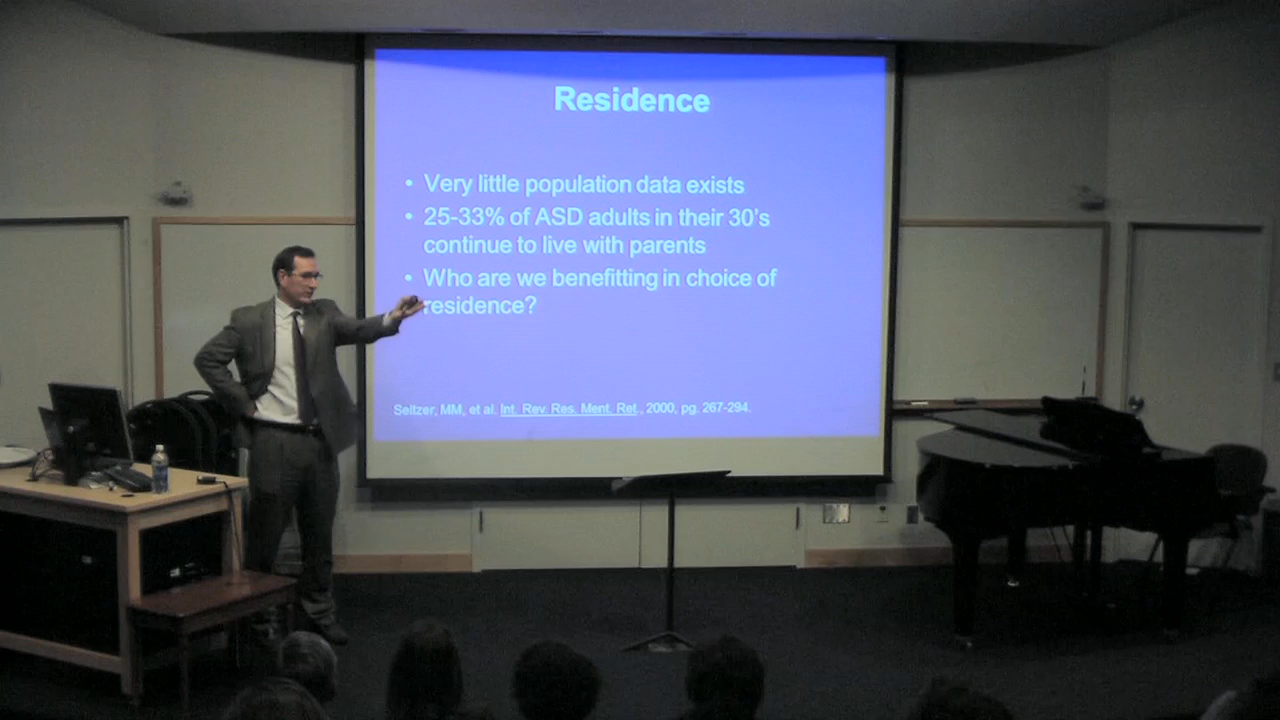 Residence
• Very little population data exists
• 25-33% of ASD adults in their 30's
continue to live with parents
• Who are we benefitting in choice of
residence?
Seltzer, MM, et al. Int. Rev. Res. Ment. Ret., 2000, pg. 267-294.